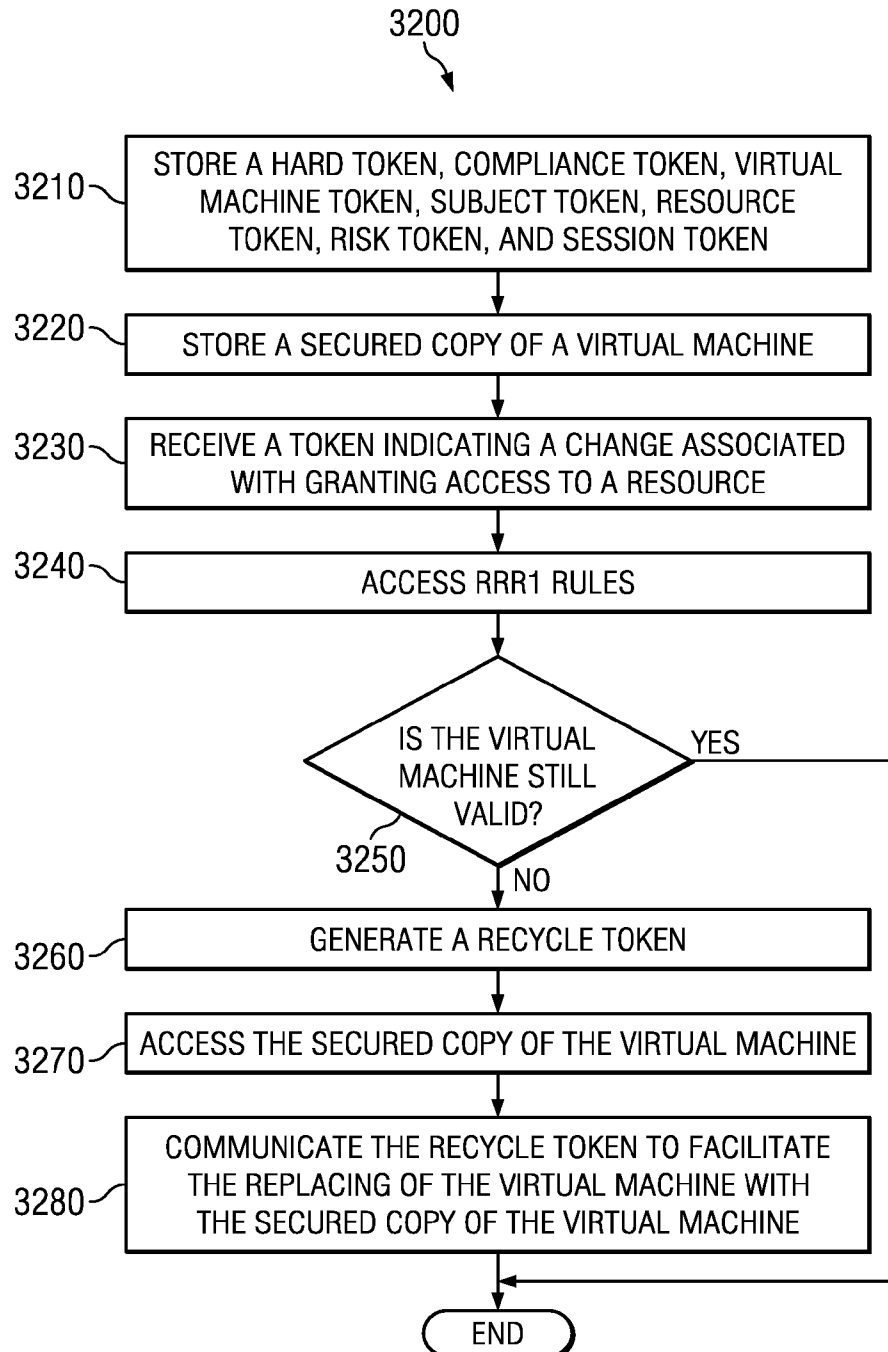 3200
3210
STORE A HARD TOKEN, COMPLIANCE TOKEN, VIRTUAL
MACHINE TOKEN, SUBJECT TOKEN, RESOURCE
TOKEN, RISK TOKEN, AND SESSION TOKEN
3220
STORE A SECURED COPY OF A VIRTUAL MACHINE
3230
RECEIVE A TOKEN INDICATING A CHANGE ASSOCIATED
WITH GRANTING ACCESS TO A RESOURCE
3240
ACCESS RRR1 RULES
IS THE VIRTUAL
MACHINE STILL
VALID?
YES
3250
NO
3260
GENERATE A RECYCLE TOKEN
3270
ACCESS THE SECURED COPY OF THE VIRTUAL MACHINE
3280
COMMUNICATE THE RECYCLE TOKEN TO FACILITATE
THE REPLACING OF THE VIRTUAL MACHINE WITH
THE SECURED COPY OF THE VIRTUAL MACHINE
END